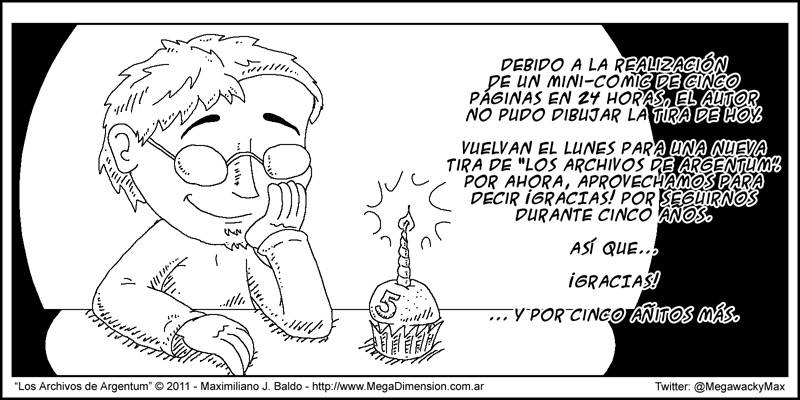 DEBIDO A LA REALIZACIÓN
DE UN MINI-COMIC DE CINCO
PÁGINAS EN 24 HORAS, EL AUTOR
NO PUDO DIBUJAR LA TIRA DE HOY.
VUELVAN EL LUNES PARA UNA NUEVA
TIRA DE "LOS ARCHIVOS DE ARGENTUM".
POR AHORA, APROVECHAMOS PARA
DECIR ¡GRACIAS! POR SEGUIRNOS
DURANTE CINCO AÑOS.
ASÍ QUE...
¡GRACIAS!
... Y POR CINCO AÑITOS MÁS.
5
"Los Archivos de Argentum" © 2011 - Maximiliano J. Baldo - http://www.MegaDimension.com.ar
Twitter: @MegawackyMax